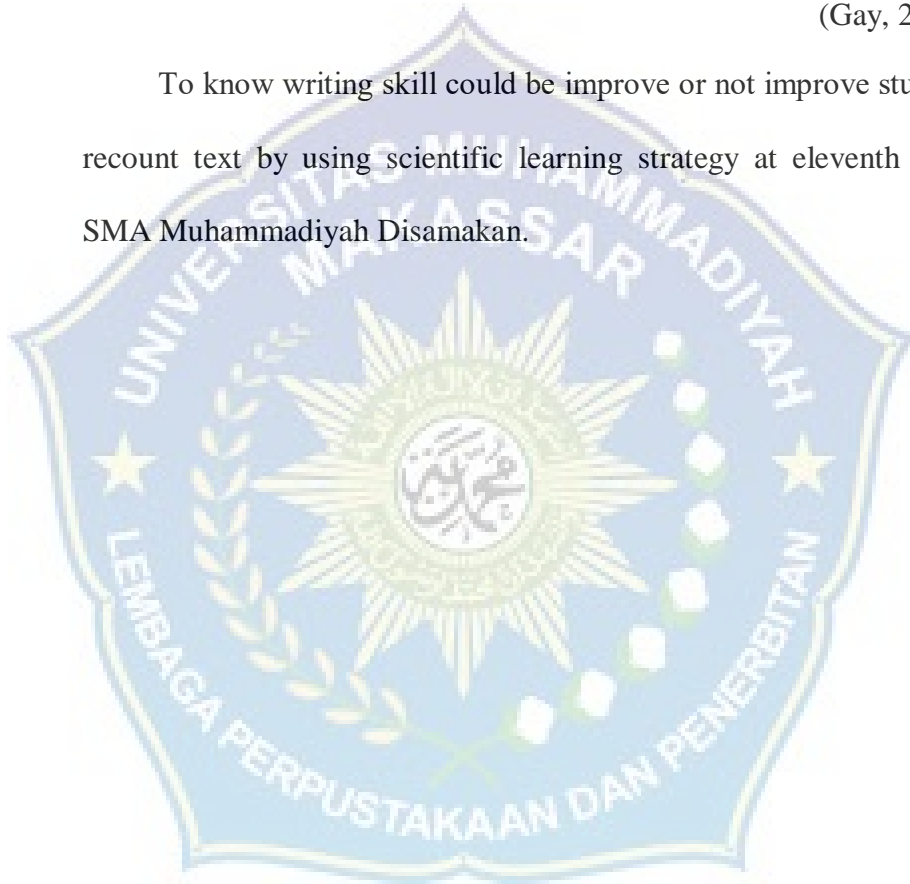 (Gay, 2
To know writing skill could be improve or not improve stu
recount text by using scientific learning strategy at eleventh
SMA Muhammadiyah Disamakan.
UNIVERSITAS MUHAMMADIYAH
MAKASSAR
LEMBAGA PERPUSTAKAAN DAN PENERBITAN
محمدية